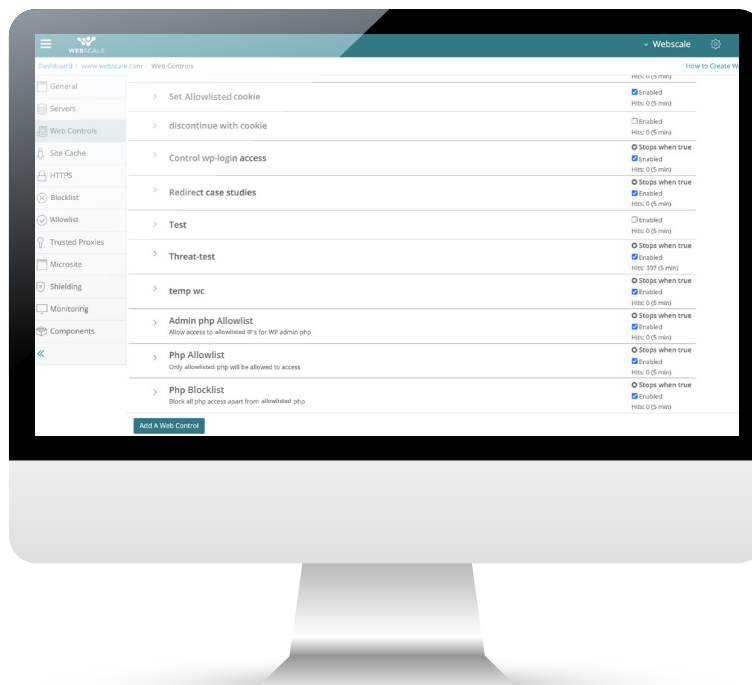 WEBSCALE
Webscale
Dashboard / www.webscale.com / Web Controls
How to Create W
General
Servers
Web Controls
Site Cache
HTTPS
Blocklist
Allowlist
Trusted Proxies
Microsite
Shielding
Monitoring
Components
Hits: 0 (5 min)
Set Allowlisted cookie
Enabled
Hits: 0 (5 min)
discontinue with cookie
Enabled
Hits: 0 (5 min)
Control wp-login access
Stops when true
Enabled
Hits: 0 (5 min)
Redirect case studies
Stops when true
Enabled
Hits: 0 (5 min)
Test
Enabled
Hits: 0 (5 min)
Threat-test
Stops when true
Enabled
Hits: 397 (5 min)
temp wc
Stops when true
Enabled
Hits: 0 (5 min)
Admin php Allowlist
Allow access to allowlisted IP's for WP admin php
Stops when true
Enabled
Hits: 0 (5 min)
Php Allowlist
Only allowlisted php will be allowed to access
Stops when true
Enabled
Hits: 0 (5 min)
Php Blocklist
Block all php access apart from allowlisted php
Stops when true
Enabled
Hits: 0 (5 min)
Add A Web Control